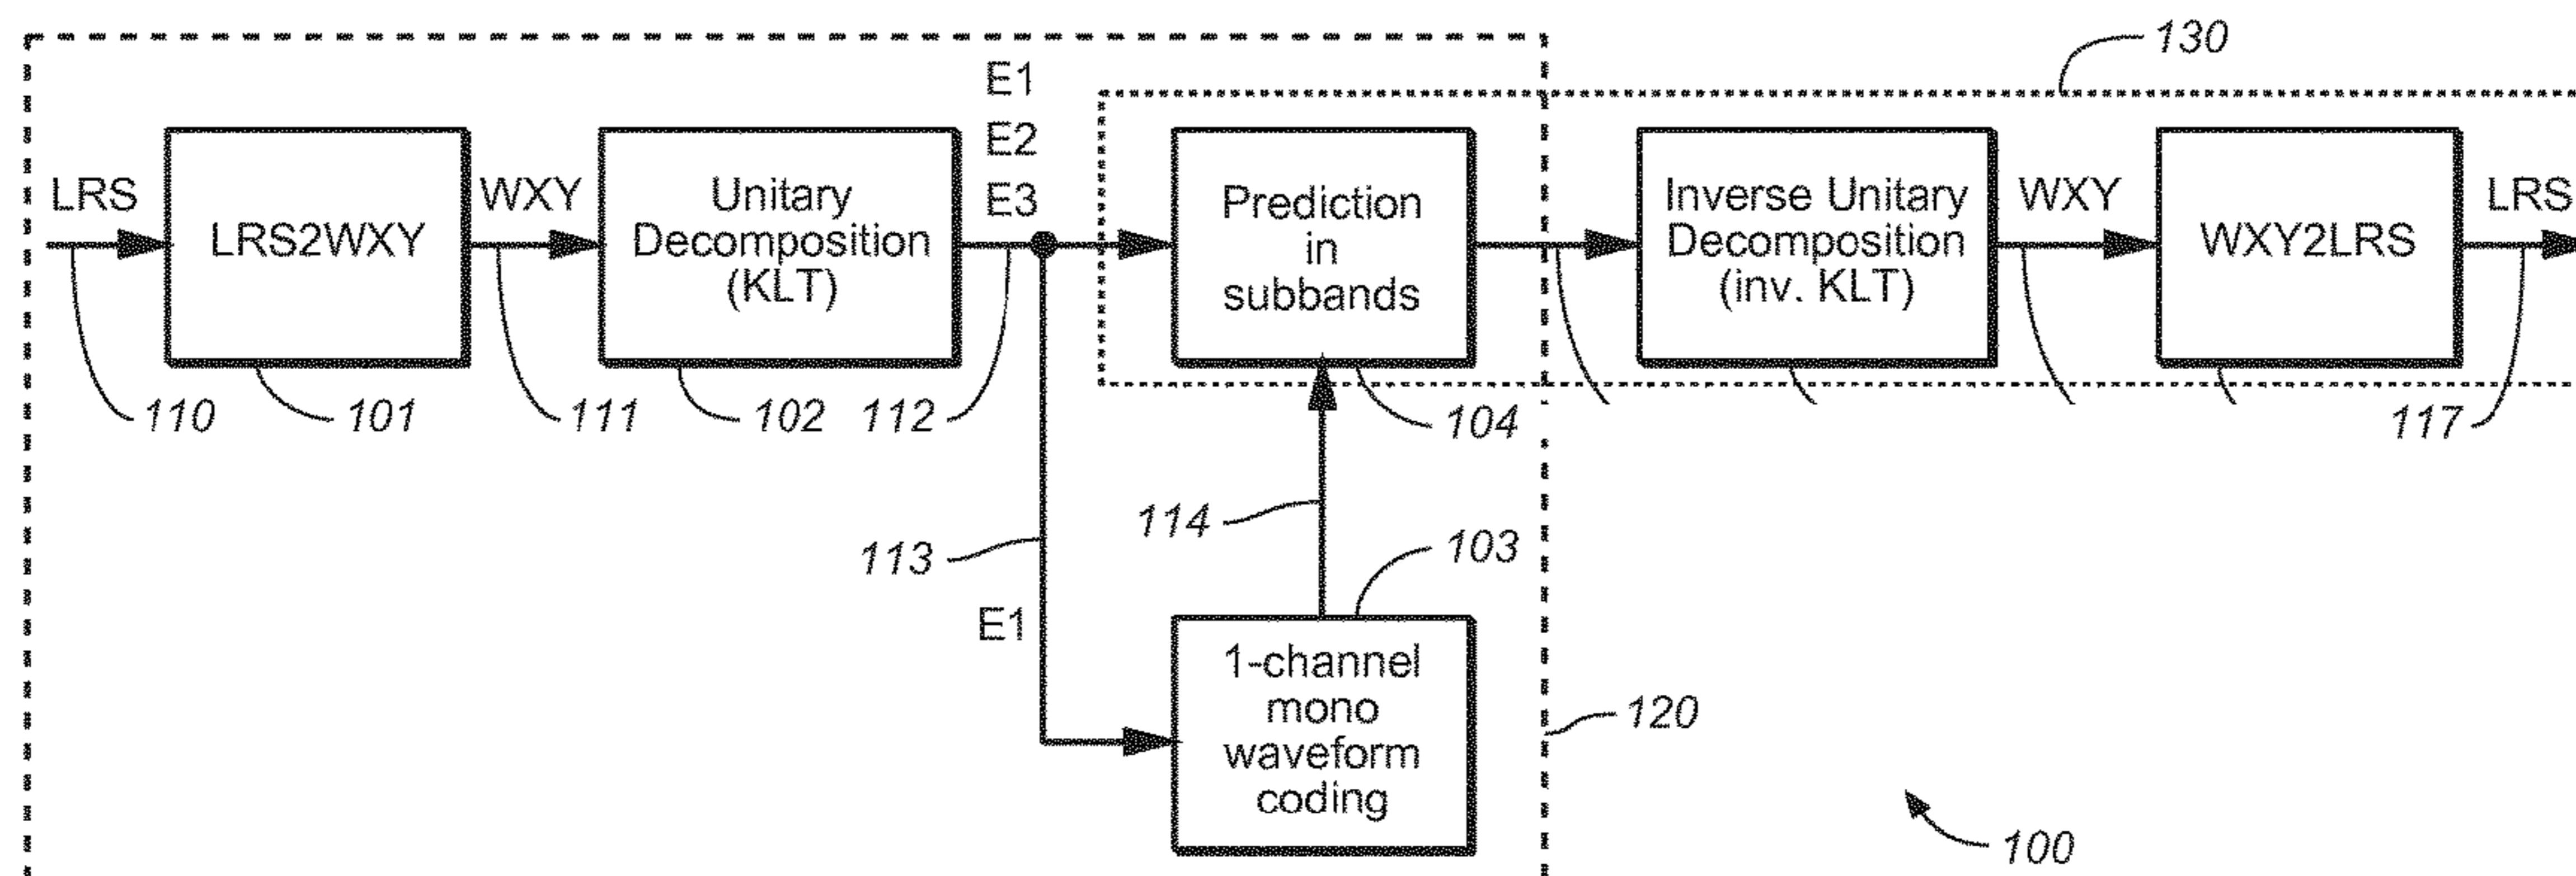 130
E1
E2
E3
LRS
LRS2WXY
WXY
Unitary
Decomposition
(KLT)
Prediction
in
subbands
Inverse Unitary
Decomposition
(inv. KLT)
WXY
WXY2LRS
LRS
110
101
111
102
112
104
117
114
113
103
E1
1-channel
mono
waveform
coding
120
100